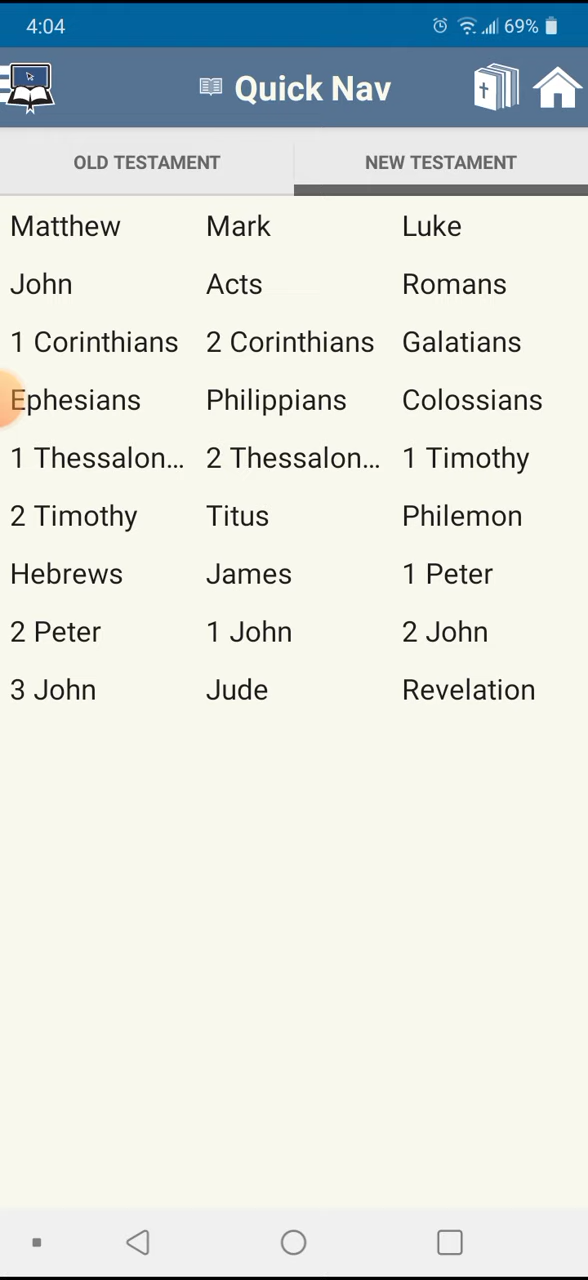 4:04 69%
Quick Nav
OLD TESTAMENT NEW TESTAMENT
Matthew Mark Luke
John Acts Romans
1 Corinthians 2 Corinthians Galatians
Ephesians Philippians Colossians
1 Thessalon... 2 Thessalon... 1 Timothy
2 Timothy Titus Philemon
Hebrews James 1 Peter
2 Peter 1 John 2 John
3 John Jude Revelation